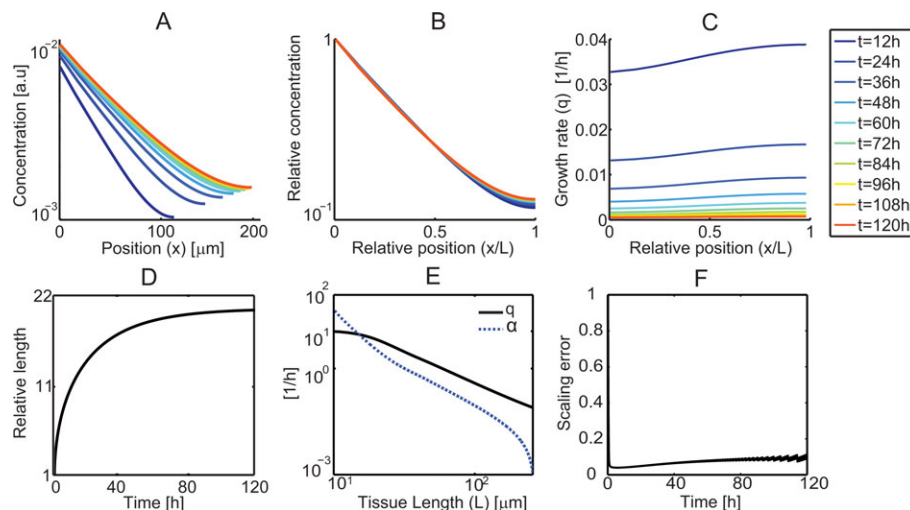 A
Concentration [a.u]
10-2
10-3
0
100
200
Position (x) [μm]
B
Relative concentration
1
10-1
0
0.5
1
Relative position (x/L)
C
Growth rate (q) [1/h]
0.04
0.03
0.02
0.01
0
0
0.5
1
Relative position (x/L)
t=12h
t=24h
t=36h
t=48h
t=60h
t=72h
t=84h
t=96h
t=108h
t=120h
D
Relative length
22
11
1
0
40
80
120
Time [h]
E
[1/h]
10 2
10 1
10 0
10-3
10 1
10 2
Tissue Length (L) [μm]
q
α
F
Scaling error
1
0.8
0.6
0.4
0.2
0
0
40
80
120
Time [h]